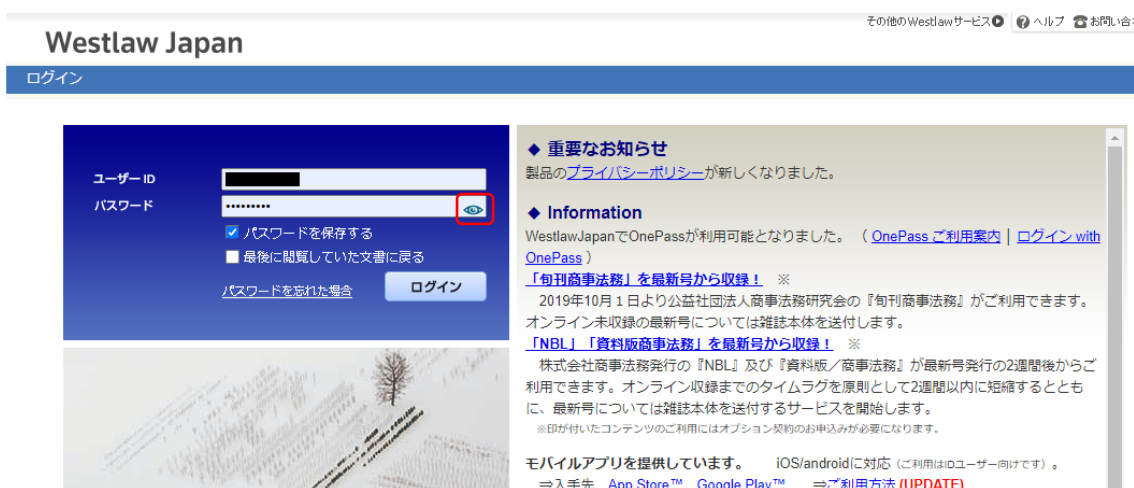 その他のWestlawサービス ヘルプ お問い合
Westlaw Japan
ログイン
ユーザー ID
パスワード
•••••••••
パスワードを保存する
最後に閲覧していた文書に戻る
パスワードを忘れた場合 ログイン
◆ 重要なお知らせ
製品のプライバシーポリシーが新しくなりました。
◆ Information
WestlawJapanでOnePassが利用可能となりました。 ( OnePass ご利用案内 | ログイン with
OnePass )
「旬刊商事法務」を最新号から収録！ ※
2019年10月1日より公益社団法人商事法務研究会の『旬刊商事法務』がご利用できます。
オンライン未収録の最新号については雑誌本体を送付します。
「NBL」「資料版商事法務」を最新号から収録！ ※
株式会社商事法務発行の『NBL』及び『資料版／商事法務』が最新号発行の2週間後からご
利用できます。オンライン収録までのタイムラグを原則として2週間以内に短縮するととも
に、最新号については雑誌本体を送付するサービスを開始します。
※印が付いたコンテンツのご利用にはオプション契約のお申込みが必要になります。
モバイルアプリを提供しています。 iOS/androidに対応（ご利用はIDユーザー向けです）。
⇒入手先 App Store™ Google Play™ ⇒ご利用方法 (UPDATE)